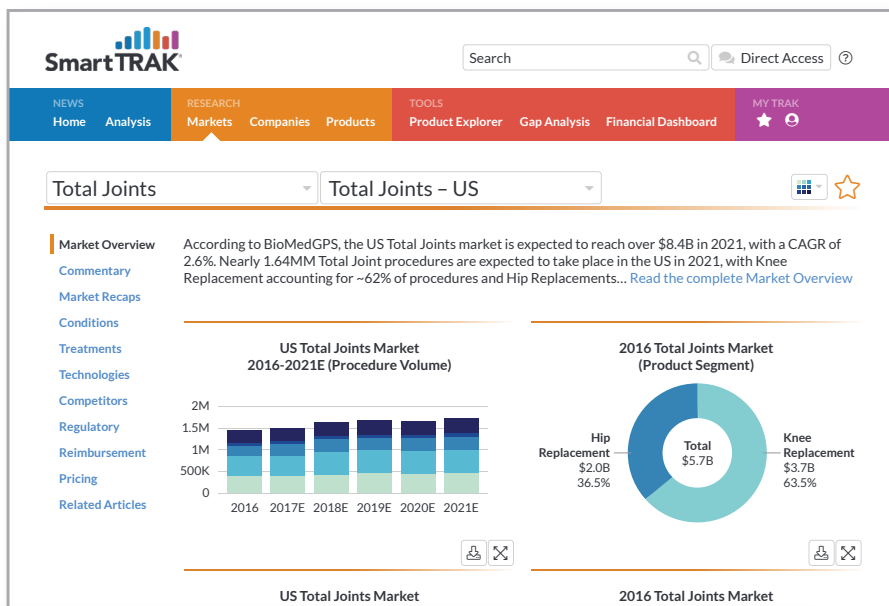 SmartTRAK
Search
Direct Access
?
NEWS
Home Analysis
RESEARCH
Markets Companies Products
TOOLS
Product Explorer Gap Analysis Financial Dashboard
MY TRAK
Total Joints
Total Joints – US
Market Overview
Commentary
Market Recaps
Conditions
Treatments
Technologies
Competitors
Regulatory
Reimbursement
Pricing
Related Articles
According to BioMedGPS, the US Total Joints market is expected to reach over $8.4B in 2021, with a CAGR of
2.6%. Nearly 1.64MM Total Joint procedures are expected to take place in the US in 2021, with Knee
Replacement accounting for ~62% of procedures and Hip Replacements... Read the complete Market Overview
US Total Joints Market
2016-2021E (Procedure Volume)
2M
1.5M
1M
500K
0
2016 2017E 2018E 2019E 2020E 2021E
2016 Total Joints Market
(Product Segment)
Hip
Replacement
$2.0B
36.5%
Total
$5.7B
Knee
Replacement
$3.7B
63.5%
US Total Joints Market
2016 Total Joints Market